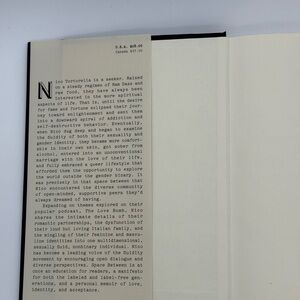 U.S.A. $26.00
Canada $35.00
Nico Tortorella is a seeker. Raised
on a steady regimen of Ram Dass and
raw food, they have always been
interested in the more spiritual
aspects of life. That is, until the desire
for fame and fortune eclipsed their jour-
ney toward enlightenment and sent them
into a downward spiral of addiction and
self-destructive behavior. Eventually,
when Nico dug deep and began to examine
the fluidity of both their sexuality and
gender identity, they became more comfort-
able in their own skin, got sober from
alcohol, entered into an unconventional
marriage with the love of their life,
and fully embraced a queer lifestyle that
afforded them the opportunity to explore
the world outside the gender binary. It
was precisely in that space between that
Nico encountered the diverse community
of open-minded, supportive peers they'd
always dreamed of having.
Expanding on themes explored on their
popular podcast, The Love Bomb, Nico
shares the intimate details of their
romantic partnerships, the dysfunction of
their loud but loving Italian family, and
the mingling of their feminine and mascu-
line identities into one multidimensional,
sexually fluid, nonbinary individual. Nico
has become a leading voice of the fluidity
movement by encouraging open dialogue and
diverse perspectives. Space Between is at
once an education for readers, a manifesto
for both the labeled and label-free gen-
erations, and a personal memoir of love,
identity, and acceptance.